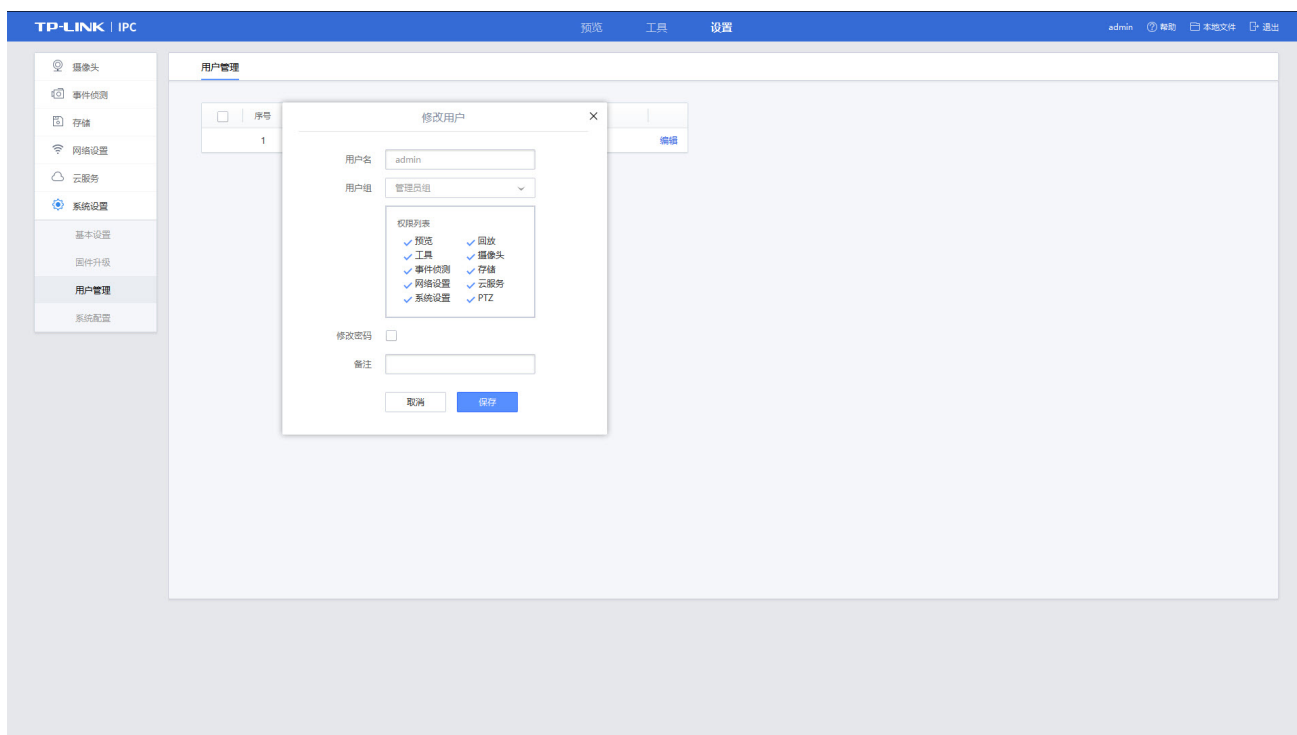 TP-LINK | IPC 预览 工具 设置 admin 帮助 本地文件 退出
摄像头
事件侦测
存储
网络设置
云服务
系统设置
基本设置
固件升级
用户管理
系统配置
用户管理
序号
1 编辑
修改用户
用户名 admin
用户组 管理员组
权限列表
预览 回放
工具 摄像头
事件侦测 存储
网络设置 云服务
系统设置 PTZ
修改密码
备注
取消 保存